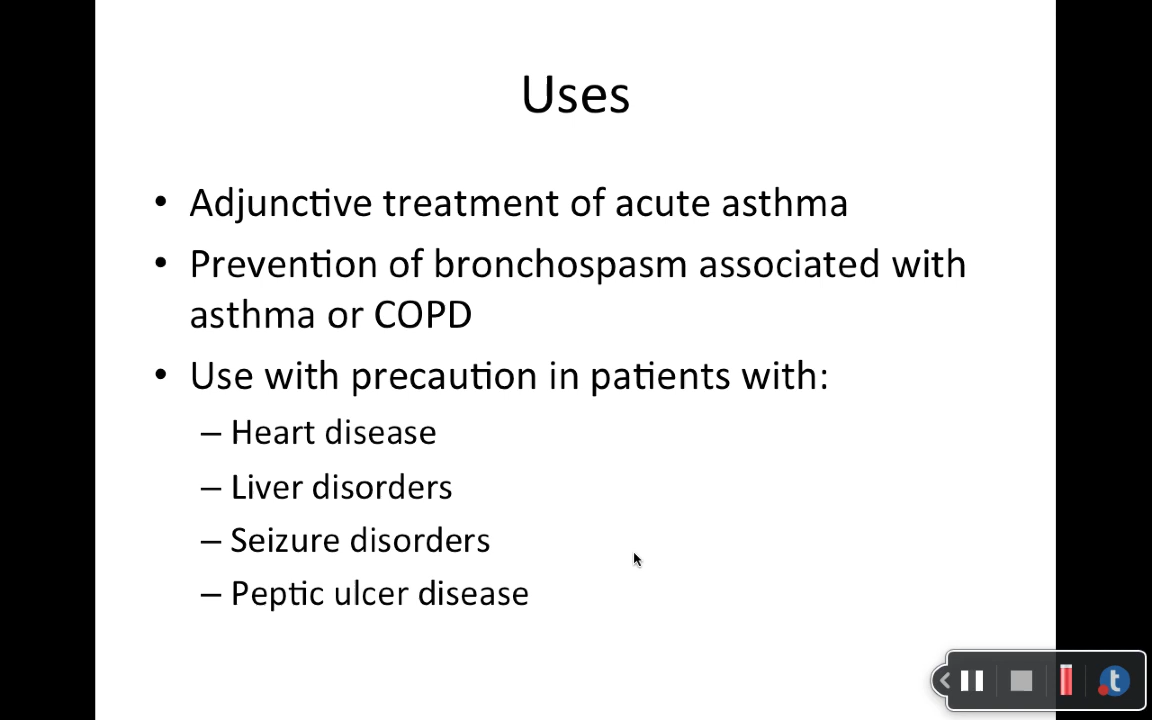 Uses
• Adjunctive treatment of acute asthma
• Prevention of bronchospasm associated with
asthma or COPD
• Use with precaution in patients with:
– Heart disease
– Liver disorders
– Seizure disorders
– Peptic ulcer disease
t